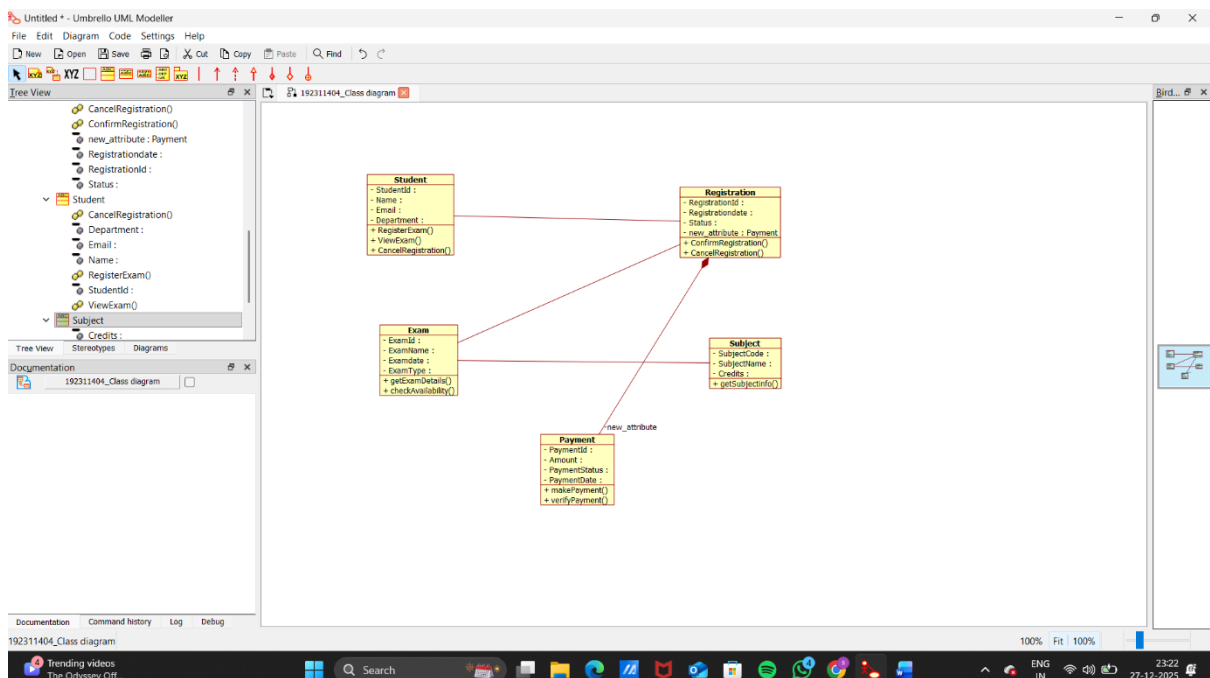 Untitled * - Umbrello UML Modeller
File Edit Diagram Code Settings Help
New Open Save Cut Copy Paste Find
XYZ
Tree View
192311404_Class diagram
Bird...
CancelRegistration()
ConfirmRegistration()
new_attribute : Payment
Registrationdate :
RegistrationId :
Status :
Student
CancelRegistration()
Department :
Email :
Name :
RegisterExam()
StudentId :
ViewExam()
Subject
Credits :
Tree View Stereotypes Diagrams
Documentation
192311404_Class diagram
Student
- StudentId :
- Name :
- Email :
- Department :
+ RegisterExam()
+ ViewExam()
+ CancelRegistration()
Registration
- RegistrationId :
- Registrationdate :
- Status :
- new_attribute : Payment
+ ConfirmRegistration()
+ CancelRegistration()
Exam
- ExamId :
- ExamName :
- Examdate :
- ExamType :
+ getExamDetails()
+ checkAvailability()
Subject
- SubjectCode :
- SubjectName :
- Credits :
+ getSubjectinfo()
-new_attribute
Payment
- PaymentId :
- Amount :
- PaymentStatus :
- PaymentDate :
+ makePayment()
+ verifyPayment()
Documentation Command history Log Debug
192311404_Class diagram
100% Fit 100%
4 Trending videos
The Odyssey Off...
Search
4
ENG
IN
23:22
27-12-2025